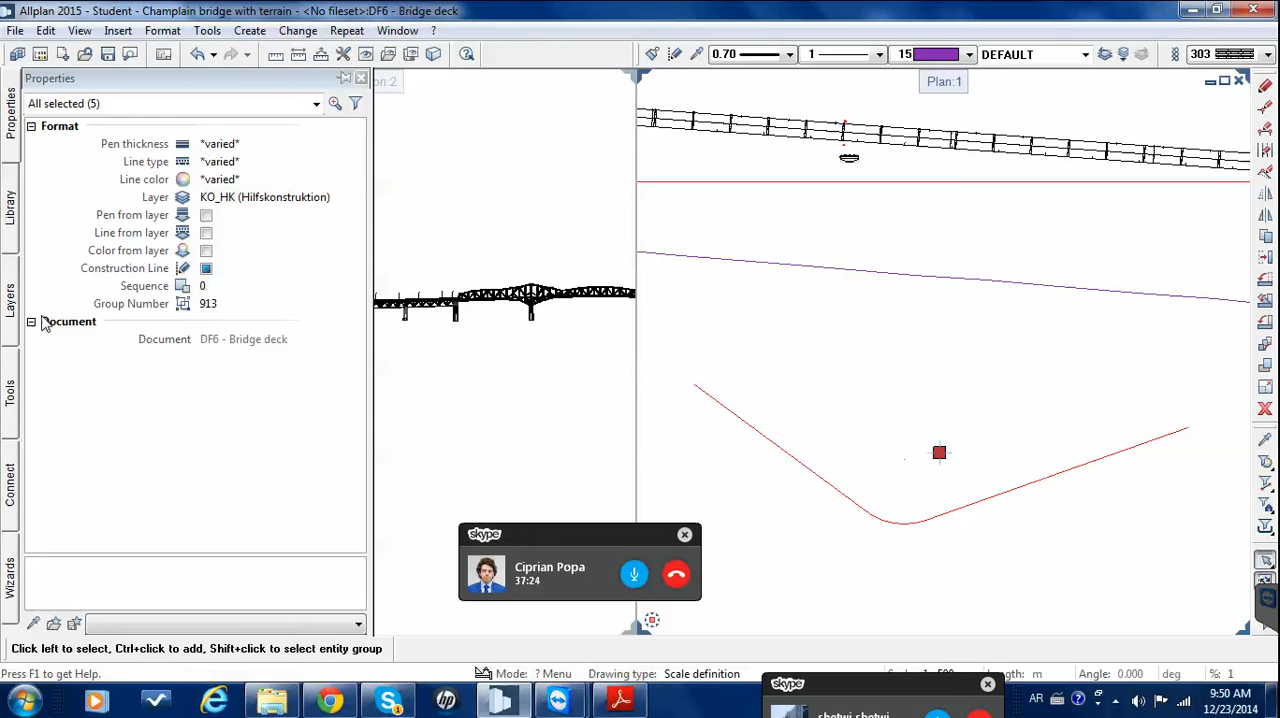 Allplan 2015 - Student - Champlain bridge with terrain - <No fileset>:DF6 - Bridge deck
File Edit View Insert Format Tools Create Change Repeat Window ?
0.70 1 15 DEFAULT 303
Properties
All selected (5)
Format
Pen thickness *varied*
Line type *varied*
Line color *varied*
Layer KO_HK (Hilfskonstruktion)
Pen from layer
Line from layer
Color from layer
Construction Line
Sequence 0
Group Number 913
Document
Document DF6 - Bridge deck
Properties
Library
Layers
Tools
Connect
Wizards
on:2
Plan:1
skype
Ciprian Popa
37:24
Click left to select, Ctrl+click to add, Shift+click to select entity group
Press F1 to get Help.
Mode: ? Menu
Drawing type: Scale definition
m
Angle: 0.000 deg
%: 1
skype
AR
9:50 AM
12/23/2014